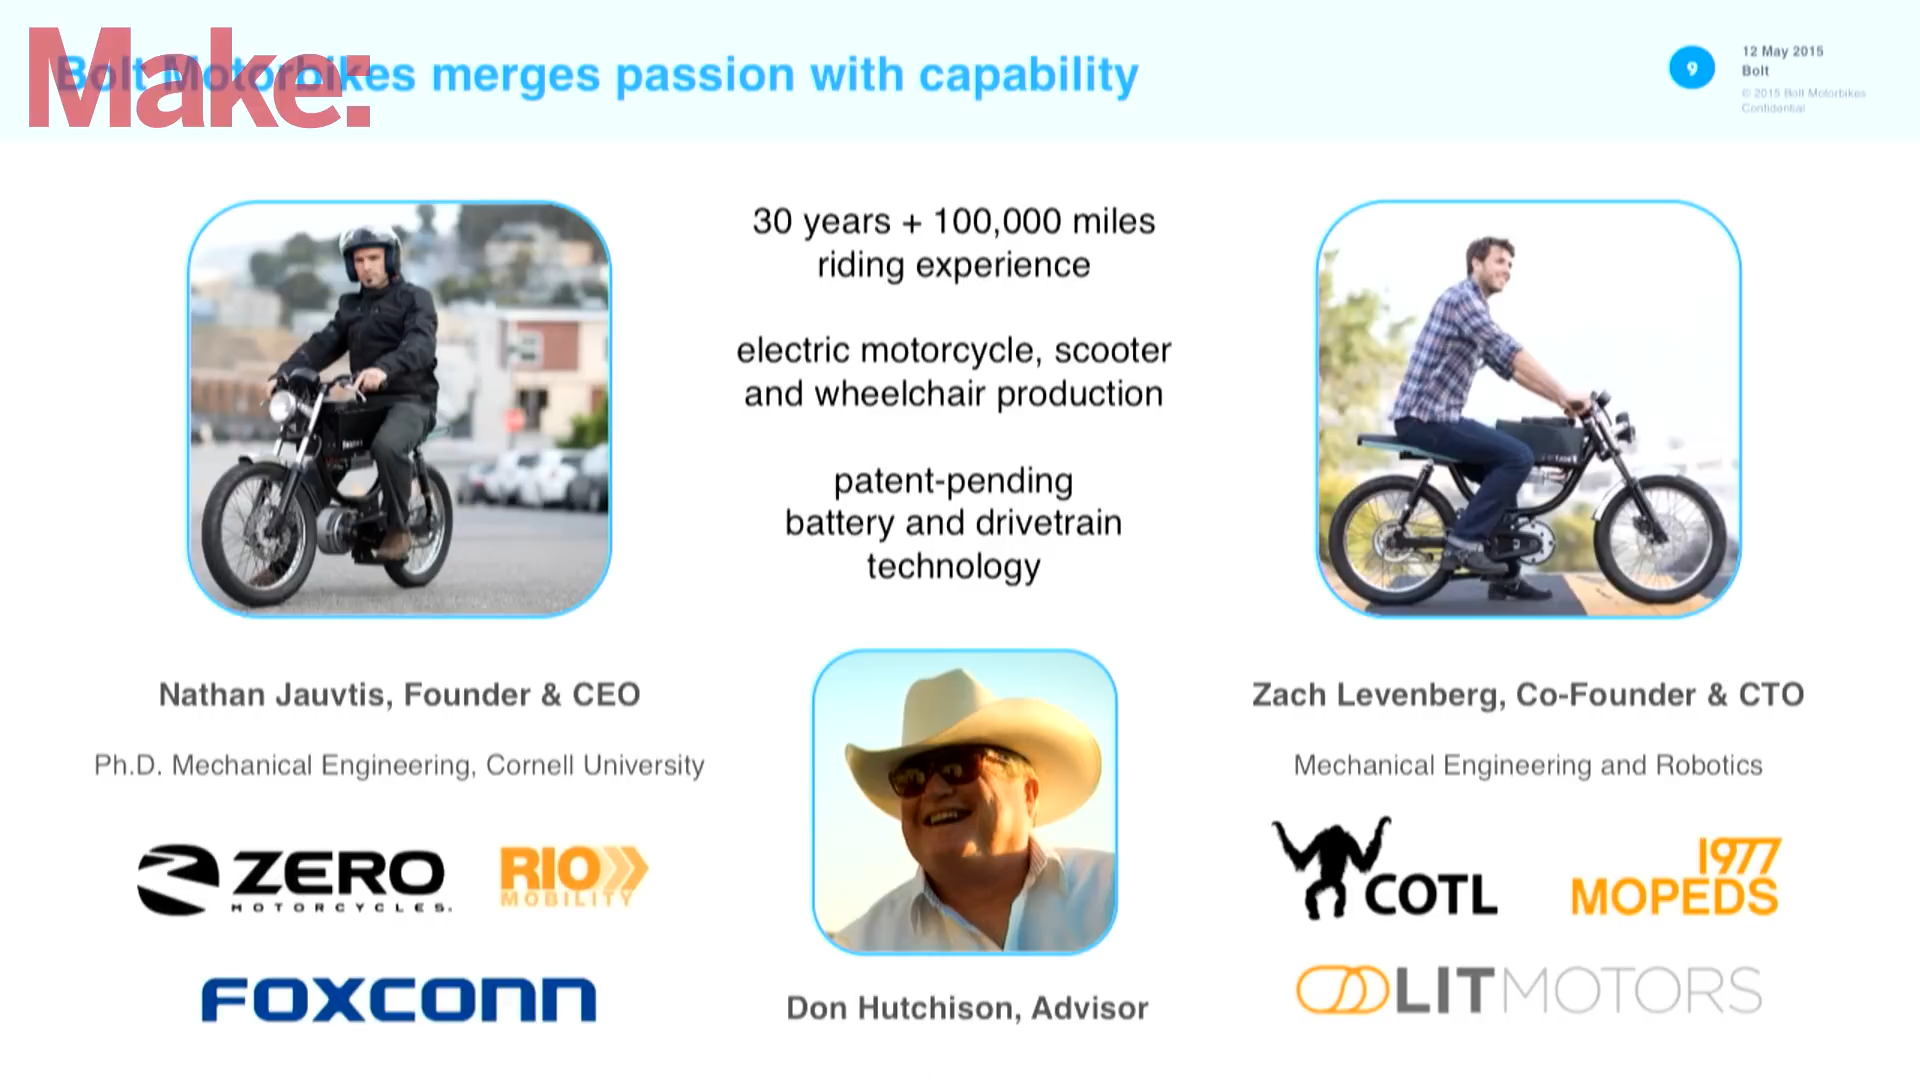 Make:
Bolt Motorbikes merges passion with capability
9
12 May 2015
Bolt
© 2015 Bolt Motorbikes
Confidential
30 years + 100,000 miles
riding experience
electric motorcycle, scooter
and wheelchair production
patent-pending
battery and drivetrain
technology
Nathan Jauvtis, Founder & CEO
Ph.D. Mechanical Engineering, Cornell University
ZERO
MOTORCYCLES.
RIO
MOBILITY
FOXCONN
Don Hutchison, Advisor
Zach Levenberg, Co-Founder & CTO
Mechanical Engineering and Robotics
COTL
1977
MOPEDS
LIT MOTORS